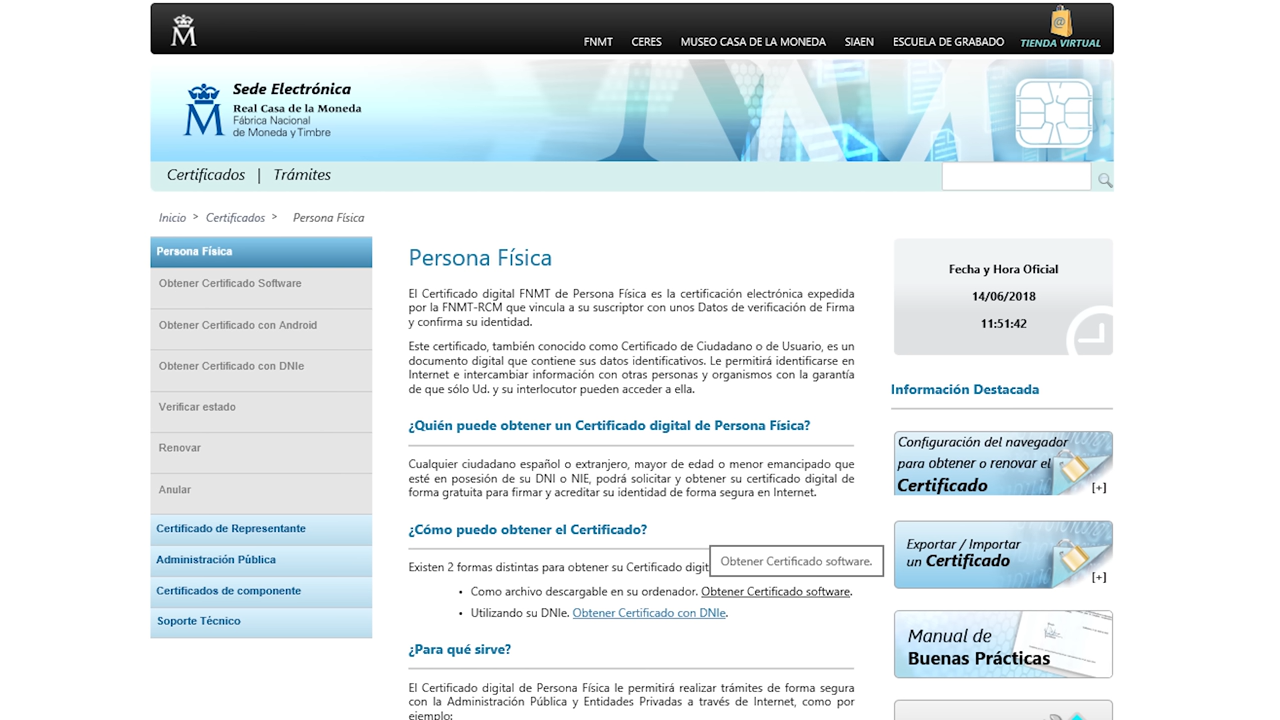 FNMT CERES MUSEO CASA DE LA MONEDA SIAEN ESCUELA DE GRABADO TIENDA VIRTUAL
Sede Electrónica
Real Casa de la Moneda
Fábrica Nacional
de Moneda y Timbre
Certificados | Trámites
Inicio > Certificados > Persona Física
Persona Física
Obtener Certificado Software
Obtener Certificado con Android
Obtener Certificado con DNIe
Verificar estado
Renovar
Anular
Certificado de Representante
Administración Pública
Certificados de componente
Soporte Técnico
Persona Física
El Certificado digital FNMT de Persona Física es la certificación electrónica expedida
por la FNMT-RCM que vincula a su suscriptor con unos Datos de verificación de Firma
y confirma su identidad.
Este certificado, también conocido como Certificado de Ciudadano o de Usuario, es un
documento digital que contiene sus datos identificativos. Le permitirá identificarse en
Internet e intercambiar información con otras personas y organismos con la garantía
de que sólo Ud. y su interlocutor pueden acceder a ella.
¿Quién puede obtener un Certificado digital de Persona Física?
Cualquier ciudadano español o extranjero, mayor de edad o menor emancipado que
esté en posesión de su DNI o NIE, podrá solicitar y obtener su certificado digital de
forma gratuita para firmar y acreditar su identidad de forma segura en Internet.
¿Cómo puedo obtener el Certificado?
Existen 2 formas distintas para obtener su Certificado digit
Obtener Certificado software.
• Como archivo descargable en su ordenador. Obtener Certificado software.
• Utilizando su DNIe. Obtener Certificado con DNIe.
¿Para qué sirve?
El Certificado digital de Persona Física le permitirá realizar trámites de forma segura
con la Administración Pública y Entidades Privadas a través de Internet, como por
ejemplo:
Fecha y Hora Oficial
14/06/2018
11:51:42
Información Destacada
Configuración del navegador
para obtener o renovar el
Certificado
[+]
Exportar / Importar
un Certificado
[+]
Manual de
Buenas Prácticas